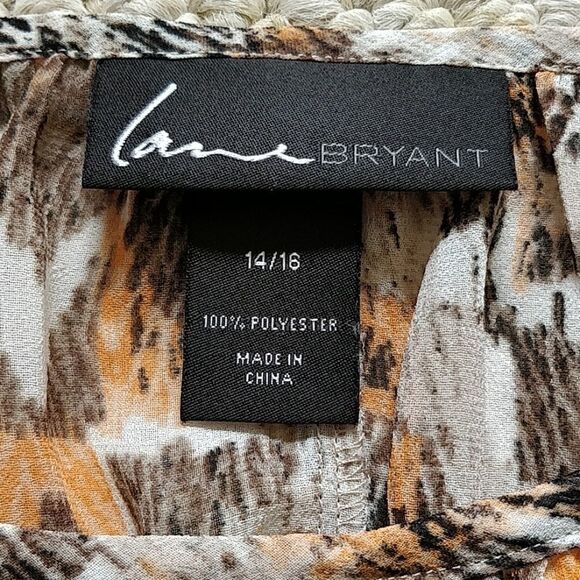 Lane BRYANT
14/16
100% POLYESTER
MADE IN
CHINA